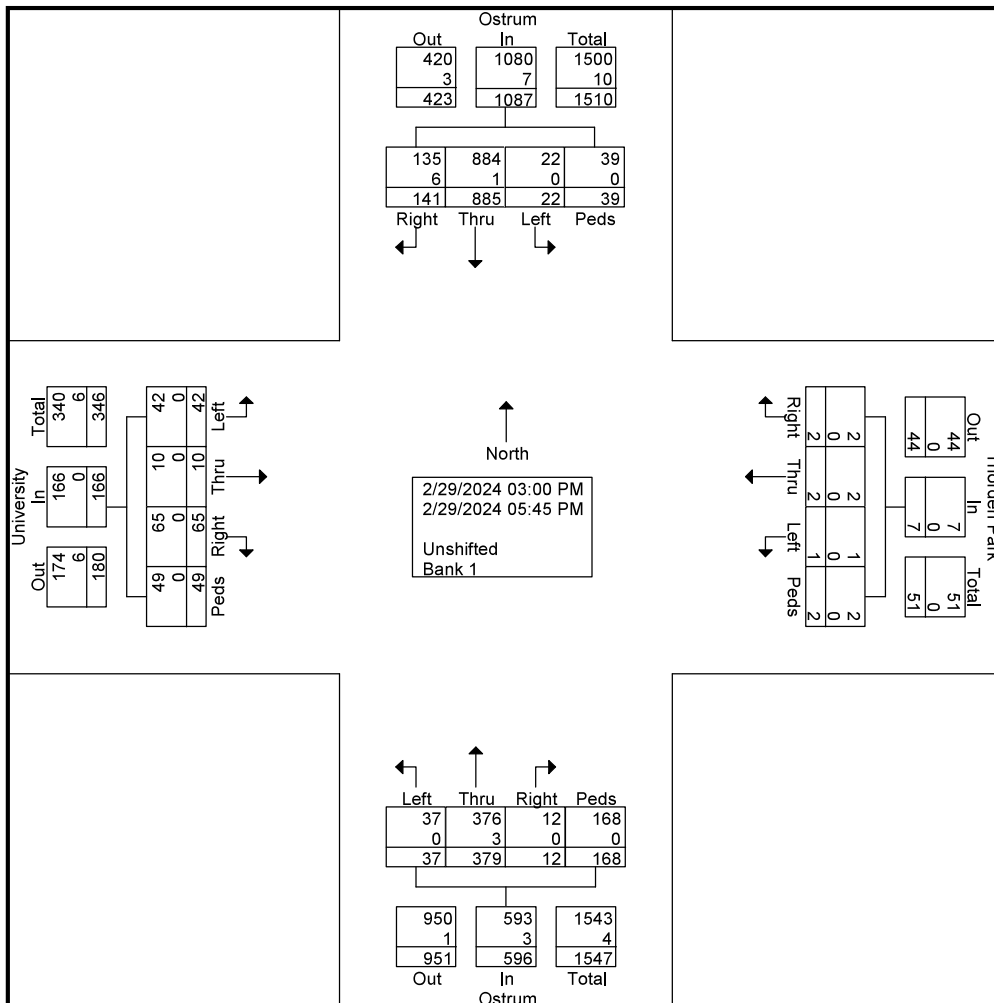 Ostrum
Out In Total
420 1080 1500
3 7 10
423 1087 1510
135 884 22 39
6 1 0 0
141 885 22 39
Right Thru Left Peds
University
Total In Out
340 166 174
6 0 6
346 166 180
42 10 65 49
0 0 0 0
42 10 65 49
Left Thru Right Peds
North
2/29/2024 03:00 PM
2/29/2024 05:45 PM
Unshifted
Bank 1
Right Thru Left Peds
2 2 1 2
0 0 0 0
2 2 1 2
Out In Total
44 7 51
0 0 0
44 7 51
Thorden Park
Left Thru Right Peds
37 376 12 168
0 3 0 0
37 379 12 168
950 593 1543
1 3 4
951 596 1547
Out In Total
Ostrum